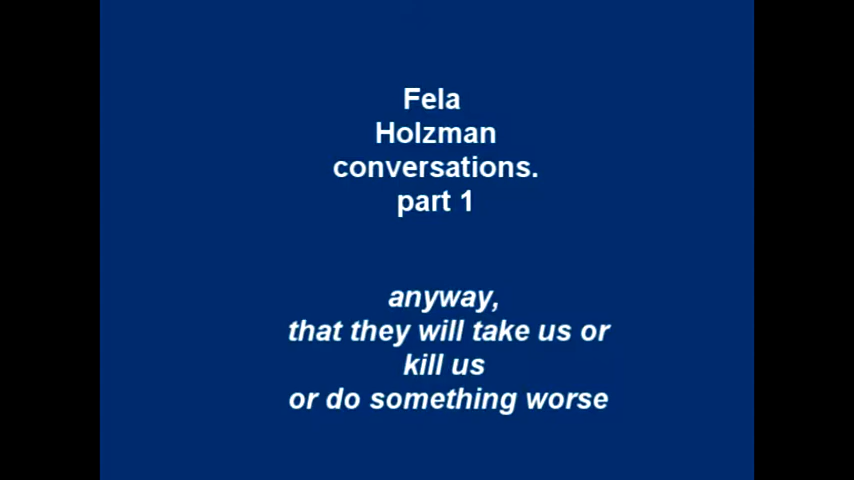 Fela
Holzman
conversations.
part 1
anyway,
that they will take us or
kill us
or do something worse